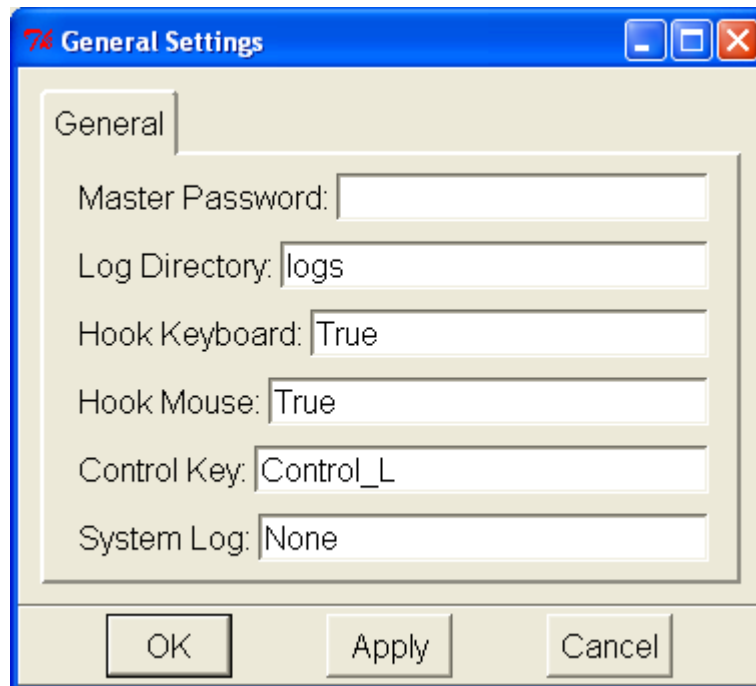 General Settings
General
Master Password:
Log Directory: logs
Hook Keyboard: True
Hook Mouse: True
Control Key: Control_L
System Log: None
OK Apply Cancel